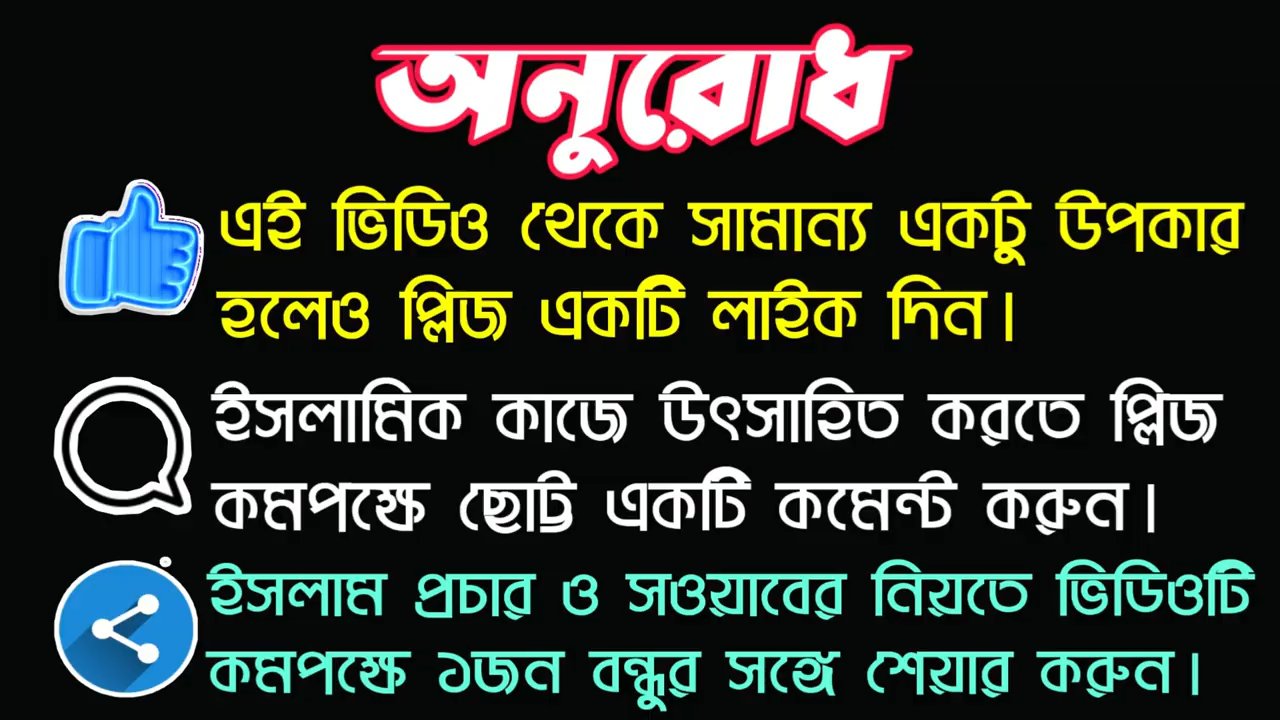 অনুরোধ
এই ভিডিও থেকে সামান্য একটু উপকার
হলেও প্লিজ একটি লাইক দিন।
ইসলামিক কাজে উৎসাহিত করতে প্লিজ
কমপক্ষে ছোট্ট একটি কমেন্ট করুন।
ইসলাম প্রচার ও সওয়াবের নিয়তে ভিডিওটি
কমপক্ষে ১জন বন্ধুর সঙ্গে শেয়ার করুন।